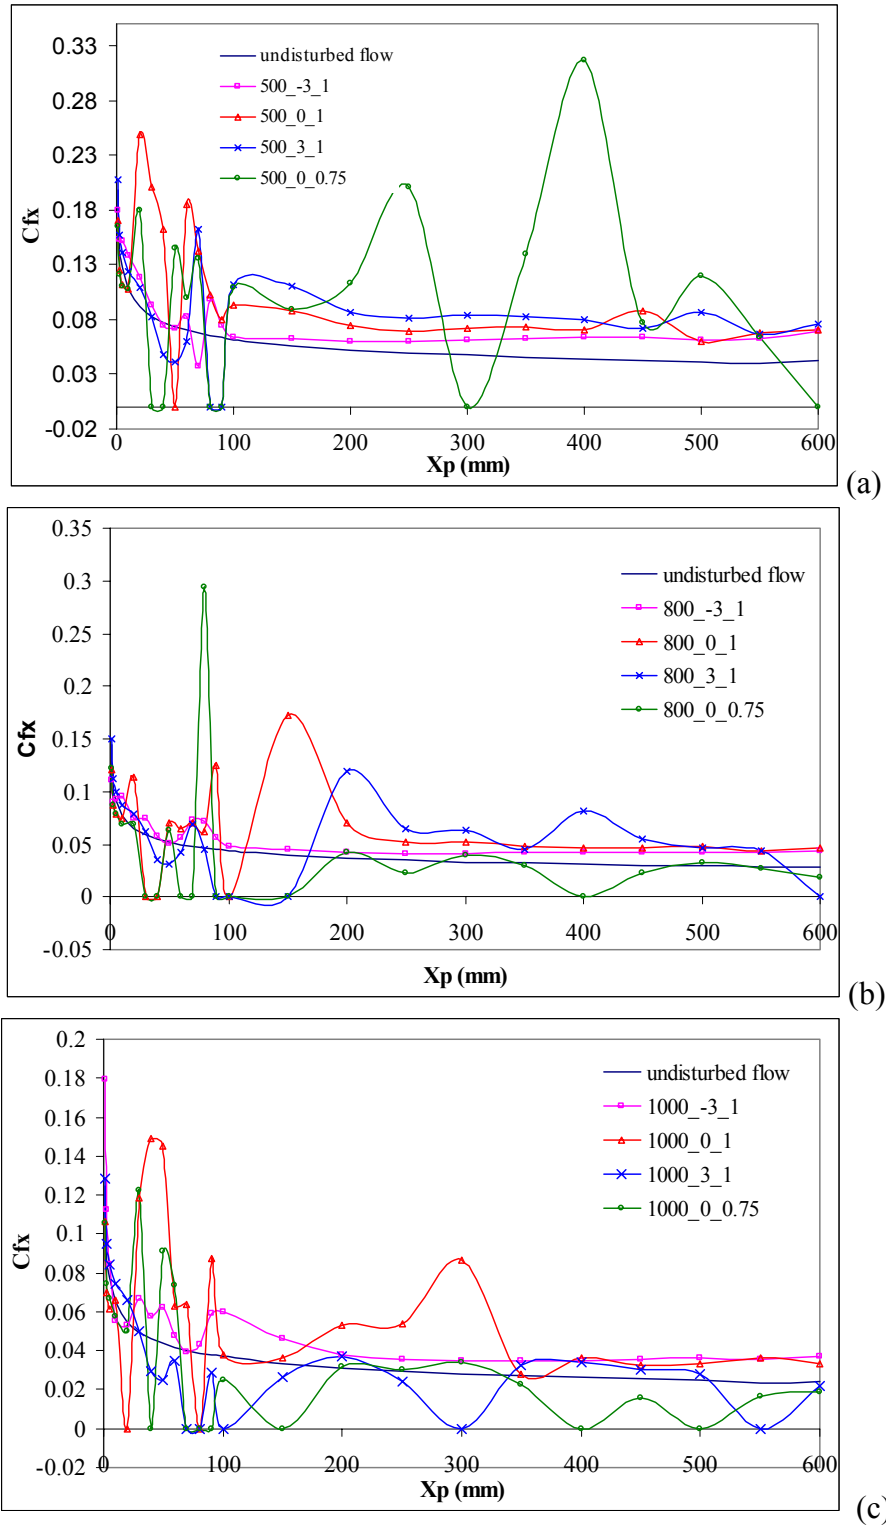 0.33
0.28
0.23
0.18
0.13
0.08
0.03
-0.02
Cfx
undisturbed flow
500_-3_1
500_0_1
500_3_1
500_0_0.75
0 100 200 300 400 500 600
Xp (mm)
(a)
0.35
0.3
0.25
0.2
0.15
0.1
0.05
0
-0.05
Cfx
undisturbed flow
800_-3_1
800_0_1
800_3_1
800_0_0.75
0 100 200 300 400 500 600
Xp (mm)
(b)
0.2
0.18
0.16
0.14
0.12
0.1
0.08
0.06
0.04
0.02
0
-0.02
Cfx
undisturbed flow
1000_-3_1
1000_0_1
1000_3_1
1000_0_0.75
0 100 200 300 400 500 600
Xp (mm)
(c)